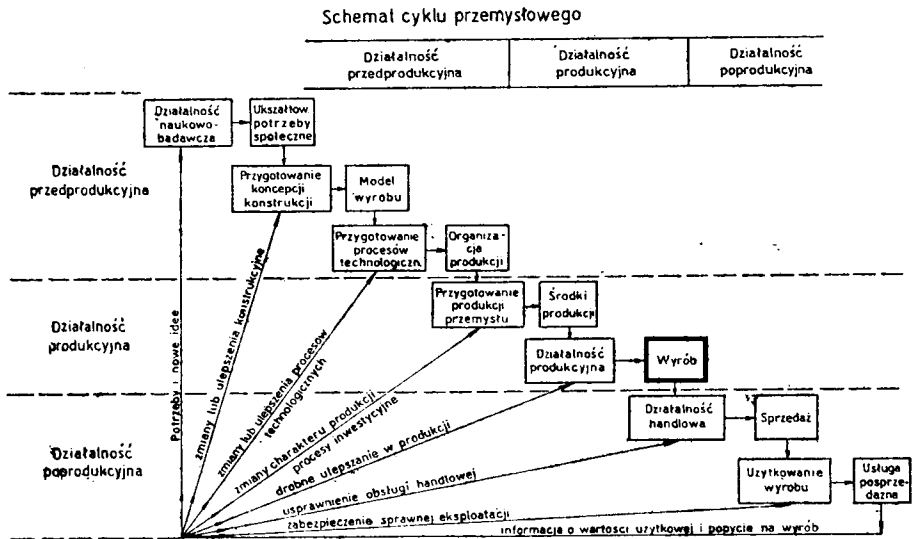 Schemat cyklu przemysłowego
Działalność
przedprodukcyjna
Działalność
produkcyjna
Działalność
poprodukcyjna
Działalność
naukowo-
badawcza
Ukształtow.
potrzeby
społeczne
Działalność
przedprodukcyjna
Przygotowanie
koncepcji
konstrukcji
Model
wyrobu
Przygotowanie
procesów
technologiczn.
Organiza-
cja
produkcji
Działalność
produkcyjna
Przygotowanie
produkcji
przemysłu
Środki
produkcji
Działalność
produkcyjna
Wyrób
Działalność
poprodukcyjna
Działalność
handlowa
Sprzedaż
Użytkowanie
wyrobu
Usługa
posprze-
dażna
Potrzeby i nowe idee
zmiany lub ulepszenia konstrukcyjne
zmiany lub ulepszenia procesów
technologicznych
zmiany charakteru produkcji
procesy inwestycyjne
drobne ulepszanie w produkcji
usprawnienie obsługi handlowej
zabezpieczenie sprawnej eksploatacji
informacja o wartości użytkowej i popycie na wyrób